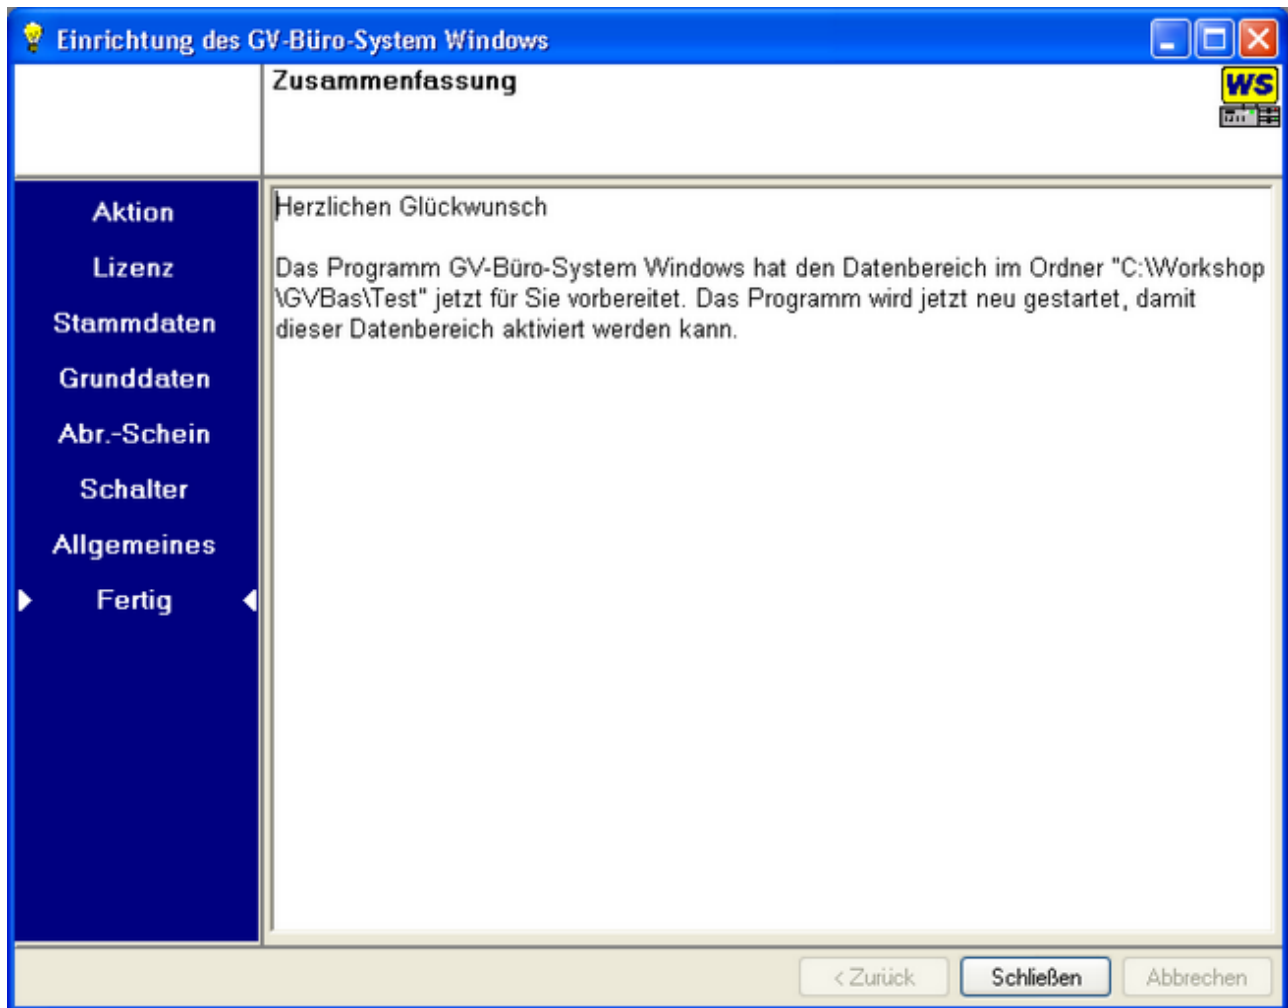 Einrichtung des GV-Büro-System Windows
Zusammenfassung
WS
Aktion
Lizenz
Stammdaten
Grunddaten
Abr.-Schein
Schalter
Allgemeines
Fertig
Herzlichen Glückwunsch
Das Programm GV-Büro-System Windows hat den Datenbereich im Ordner "C:\Workshop
\GVBas\Test" jetzt für Sie vorbereitet. Das Programm wird jetzt neu gestartet, damit
dieser Datenbereich aktiviert werden kann.
< Zurück
Schließen
Abbrechen